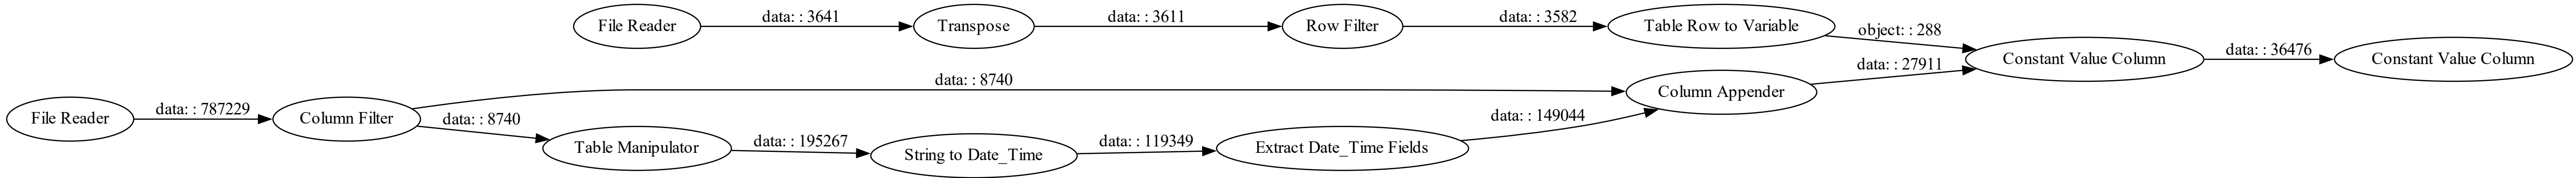 File Reader
data: : 3641
Transpose
data: : 3611
Row Filter
data: : 3582
Table Row to Variable
object: : 288
Constant Value Column
data: : 36476
Constant Value Column
File Reader
data: : 787229
Column Filter
data: : 8740
Column Appender
data: : 27911
data: : 8740
Table Manipulator
data: : 195267
String to Date_Time
data: : 119349
Extract Date_Time Fields
data: : 149044